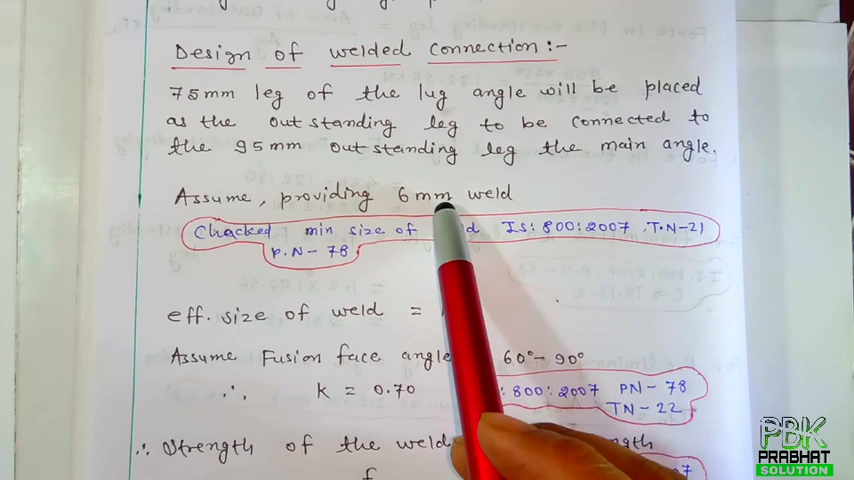 Design of welded connection:-
75mm leg of the lug angle will be placed
as the outstanding leg to be connected to
the 95mm outstanding leg the main angle.
Assume, providing 6mm weld
Chacked min size of d Is:800:2007 .T.N-21
P.N-78
eff. size of weld =
Assume Fusion face angle 60°-90°
∴ k = 0.70
:800:2007 PN-78
TN-22
∴ Strength of the weld
PBK
PRABHAT
SOLUTION